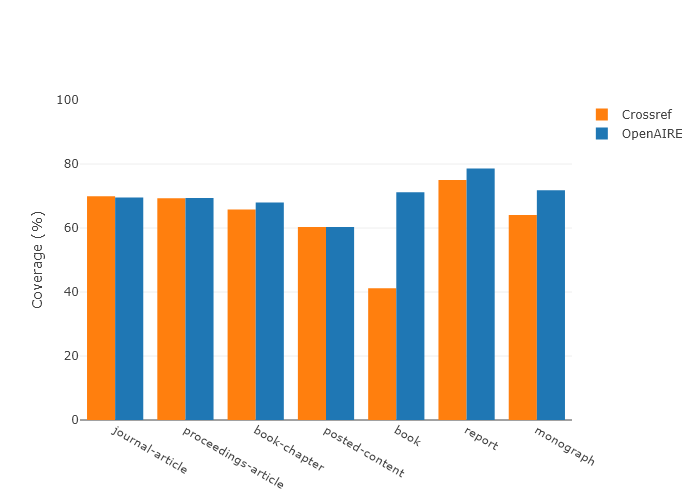 100
80
60
40
20
0
Coverage (%)
journal-article
proceedings-article
book-chapter
posted-content
book
report
monograph
Crossref
OpenAIRE